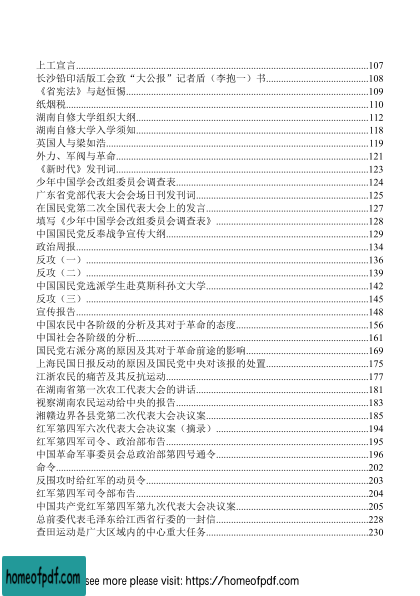 上工宣言....................107
长沙铅印活版工会致“大公报”记者盾（李抱一）书....................108
《省宪法》与赵恒惕....................109
纸烟税....................110
湖南自修大学组织大纲....................112
湖南自修大学入学须知....................118
英国人与梁如浩....................119
外力、军阀与革命....................121
《新时代》发刊词....................123
少年中国学会改组委员会调查表....................124
广东省党部代表大会会场日刊发刊词....................125
在国民党第二次全国代表大会上的发言....................127
填写《少年中国学会改组委员会调查表》....................128
中国国民党反奉战争宣传大纲....................129
政治周报....................134
反攻（一）....................136
反攻（二）....................139
中国国民党选派学生赴莫斯科孙文大学....................142
反攻（三）....................145
宣传报告....................148
中国农民中各阶级的分析及其对于革命的态度....................156
中国社会各阶级的分析....................161
国民党右派分离的原因及其对于革命前途的影响....................169
上海民国日报反动的原因及国民党中央对该报的处置....................175
江浙农民的痛苦及其反抗运动....................177
在湖南省第一次农工代表大会的讲话....................181
视察湖南农民运动给中央的报告....................183
湘赣边界各县党第二次代表大会决议案....................185
红军第四军六次代表大会决议案（摘录）....................194
红军第四军司令、政治部布告....................195
中国革命军事委员会总政治部第四号通令....................196
命令....................202
反围攻时给红军的动员令....................203
红军第四军司令部布告....................204
中国共产党红军第四军第九次代表大会决议案....................205
总前委代表毛泽东给江西省行委的一封信....................228
查田运动是广大区域内的中心重大任务....................230
homeofpdf.com
see more please visit: https://homeofpdf.com